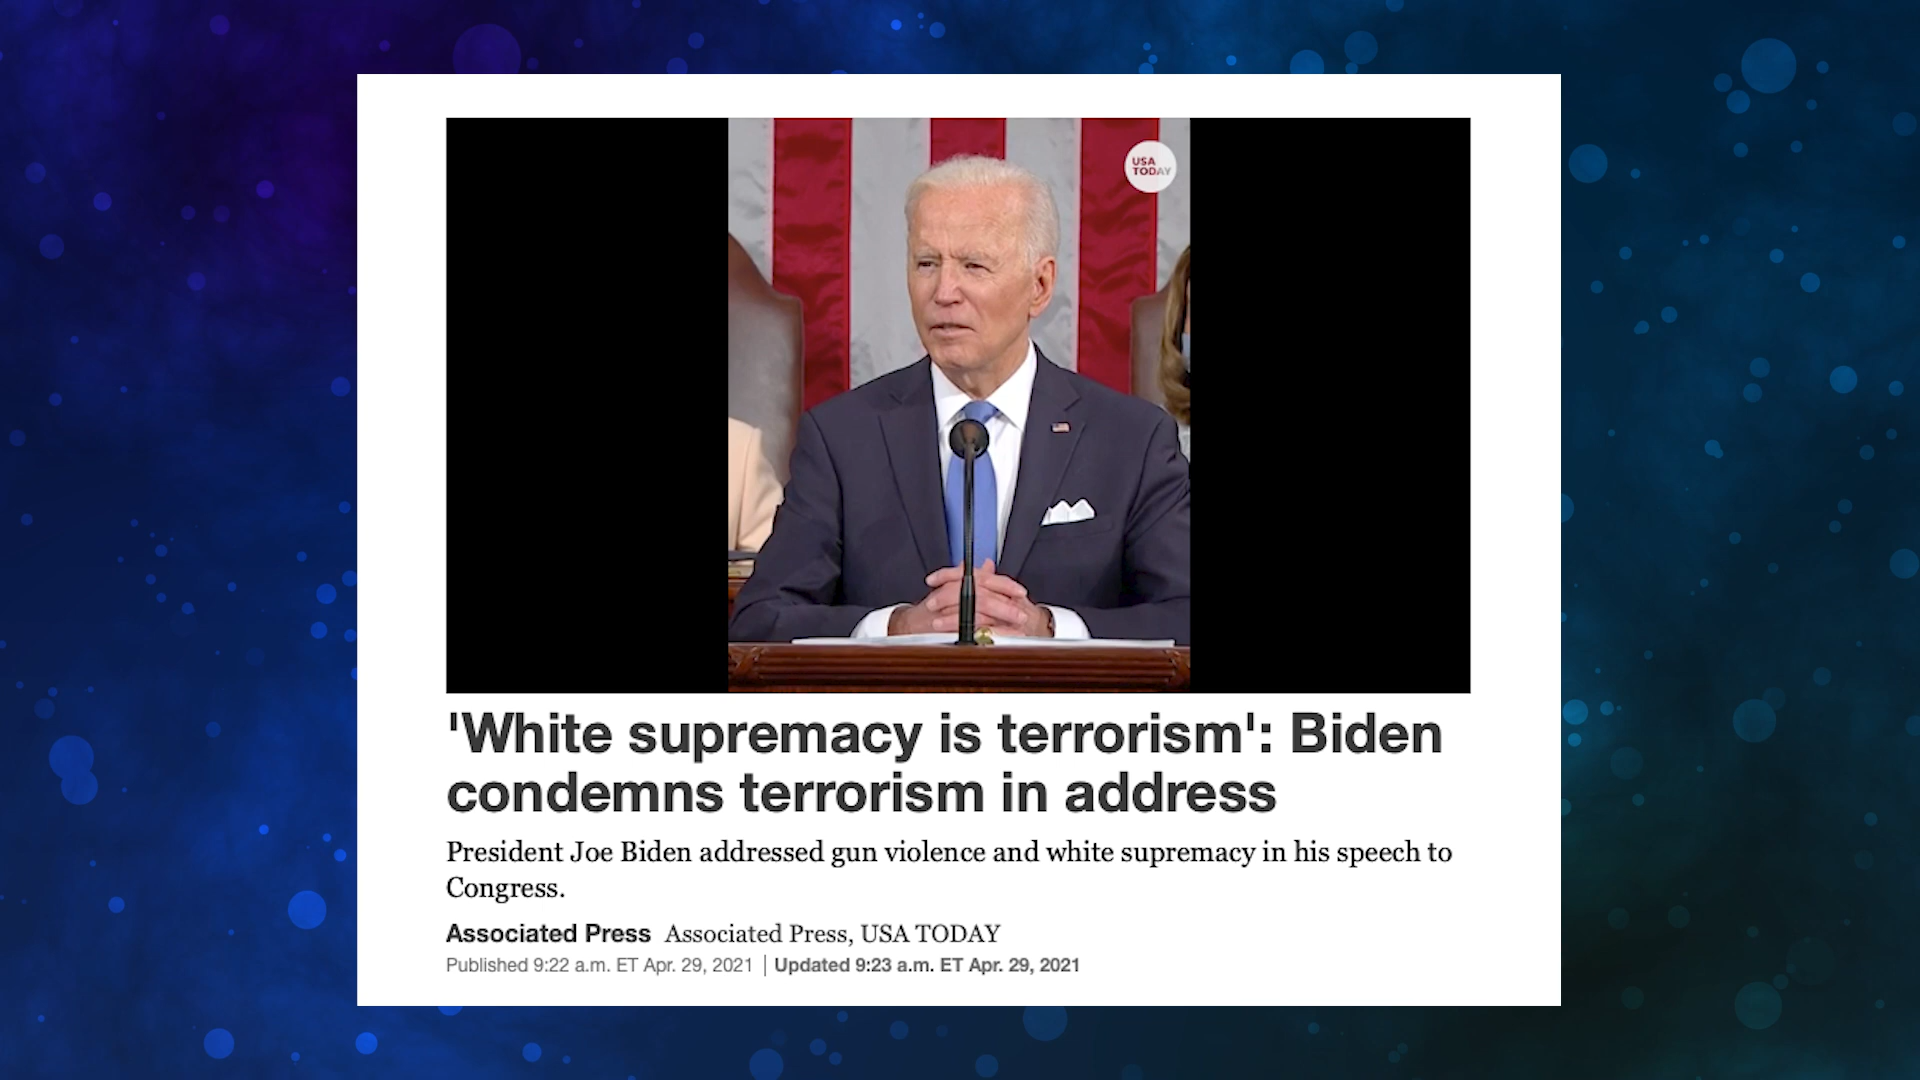 USA
TODAY
'White supremacy is terrorism': Biden
condemns terrorism in address
President Joe Biden addressed gun violence and white supremacy in his speech to
Congress.
Associated Press Associated Press, USA TODAY
Published 9:22 a.m. ET Apr. 29, 2021 | Updated 9:23 a.m. ET Apr. 29, 2021